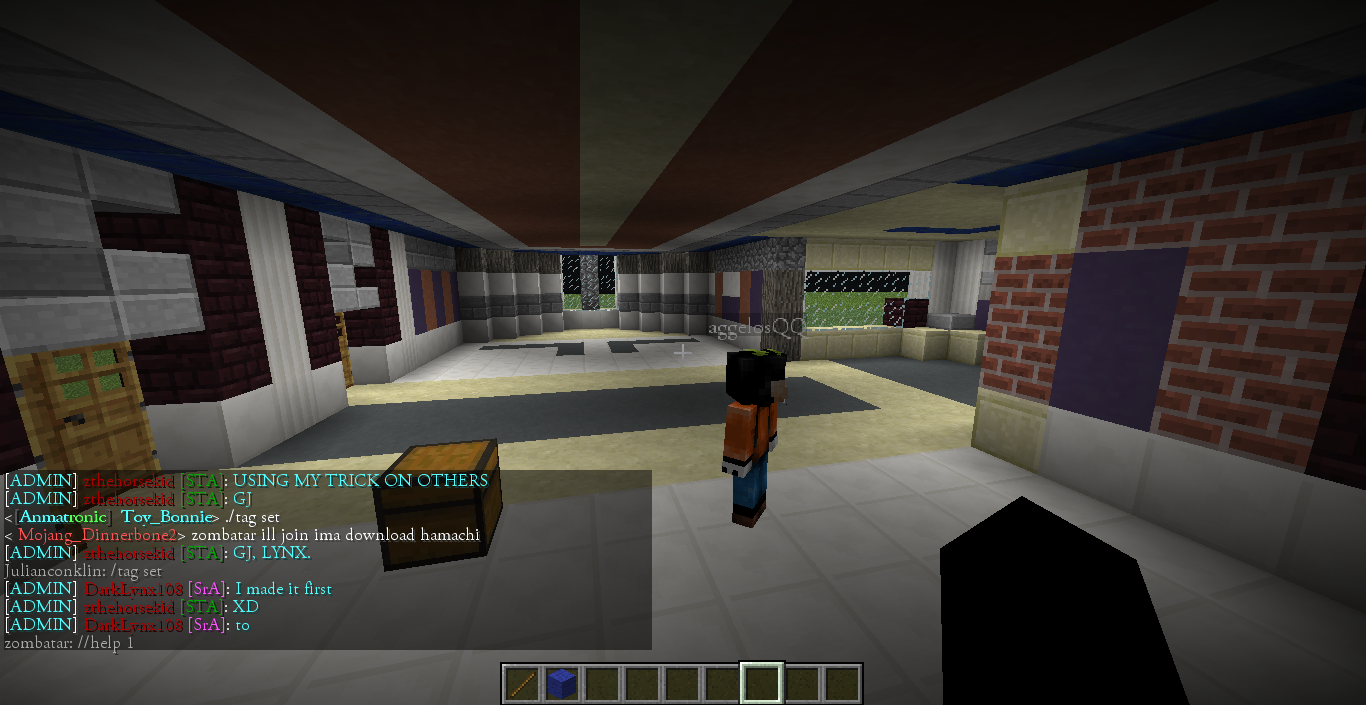 aggelosQQ
[ADMIN] zthehorsekid [STA]: USING MY TRICK ON OTHERS
[ADMIN] zthehorsekid [STA]: GJ
<[Anmatronic] Toy_Bonnie> ./tag set
< Mojang_Dinnerbone2> zombatar ill join ima download hamachi
[ADMIN] zthehorsekid [STA]: GJ, LYNX.
Julianconklin: /tag set
[ADMIN] DarkLynx108 [SrA]: I made it first
[ADMIN] zthehorsekid [STA]: XD
[ADMIN] DarkLynx108 [SrA]: to
zombatar: //help 1